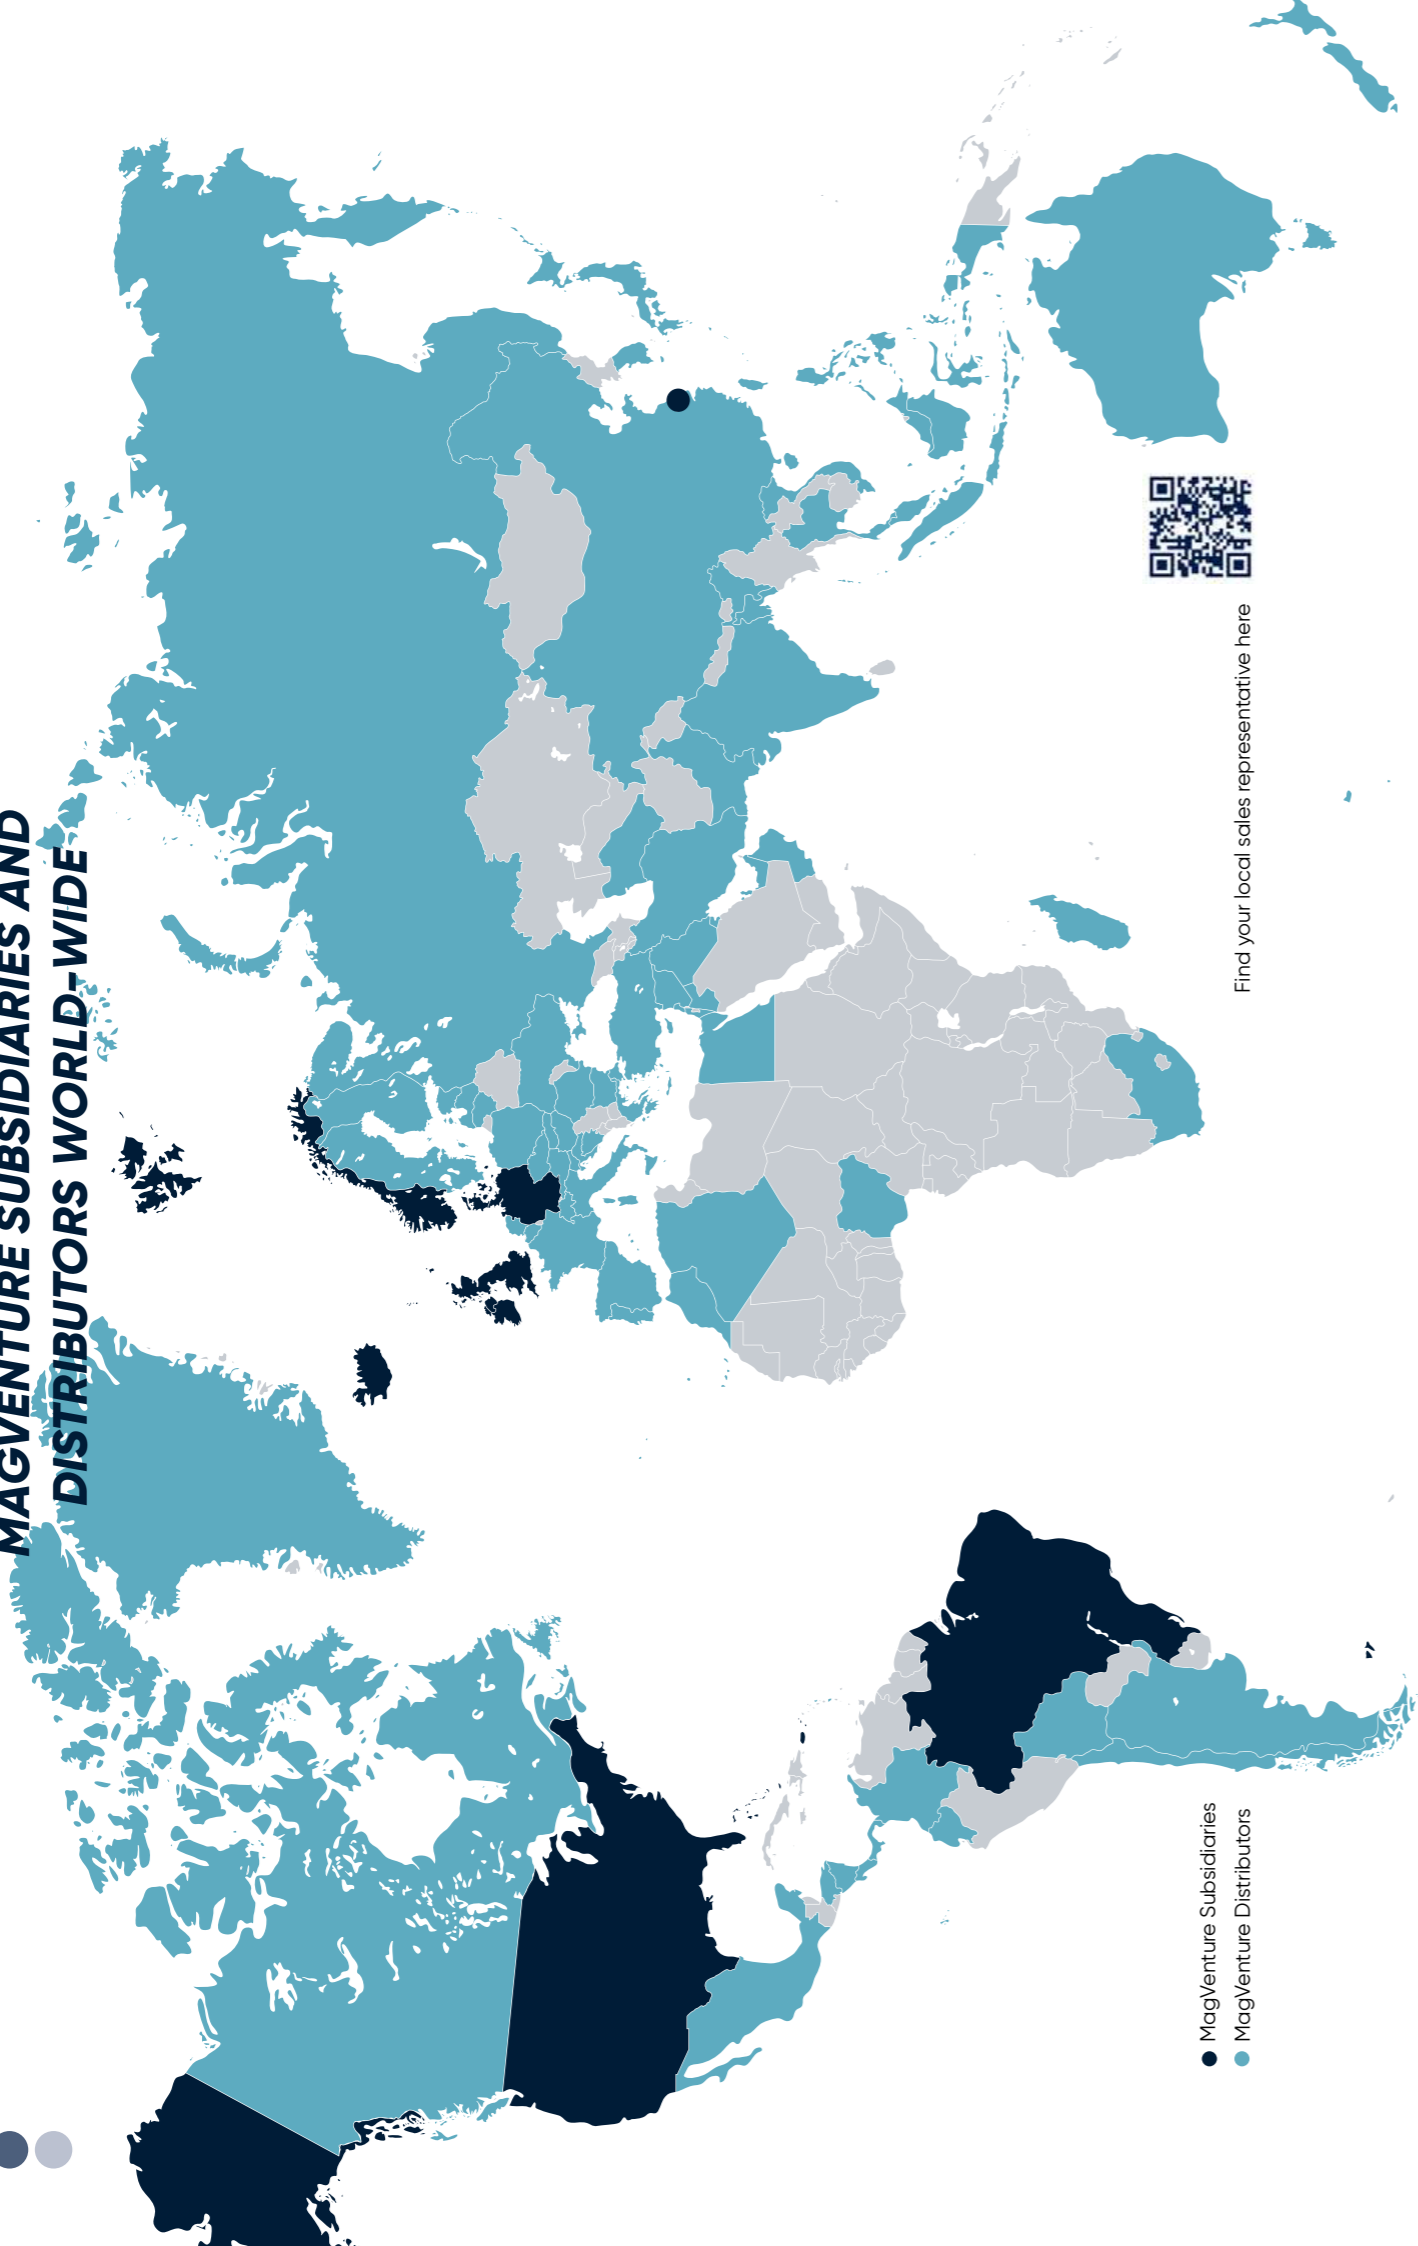 MAGVENTURE SUBSIDIARIES AND
DISTRIBUTORS WORLD-WIDE
MagVenture Subsidiaries
MagVenture Distributors
Find your local sales representative here